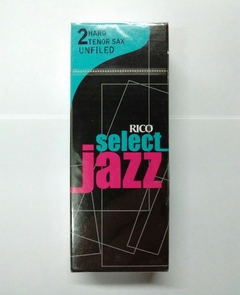 2 HARD
TENOR SAX
UNFILED
RICO
select
jazz